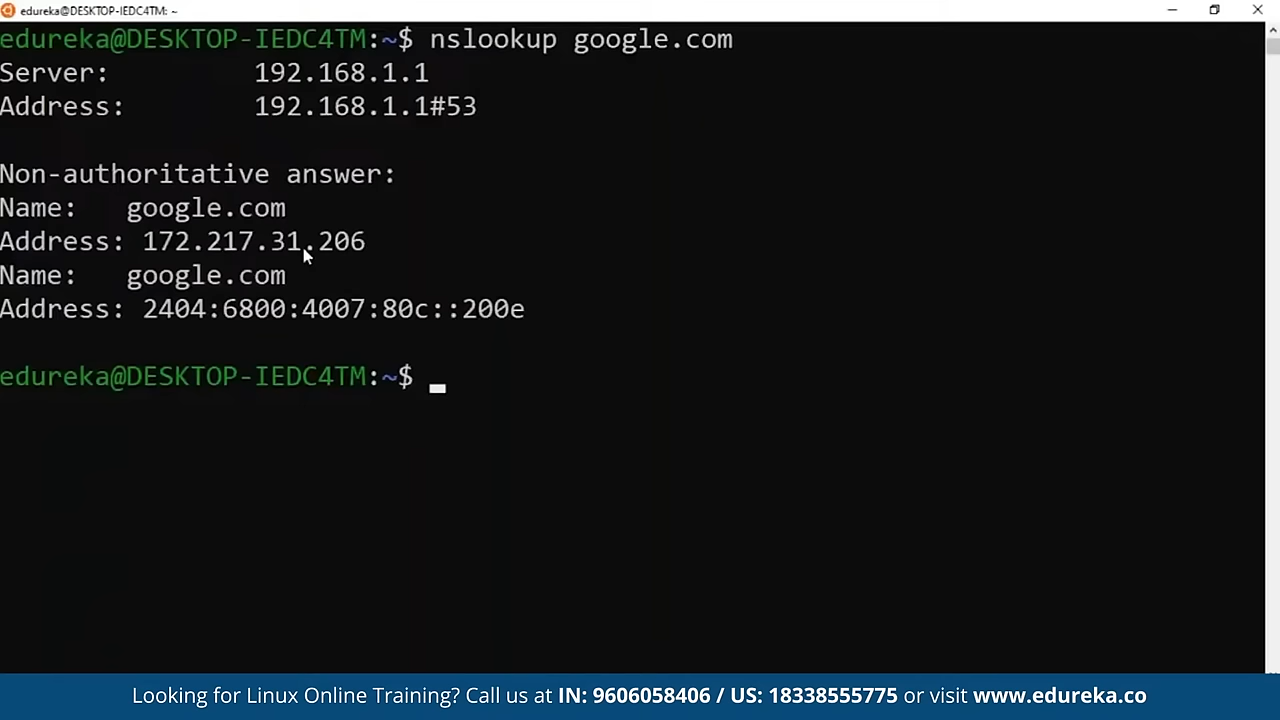 edureka@DESKTOP-IEDC4TM: ~
edureka@DESKTOP-IEDC4TM:~$ nslookup google.com
Server:         192.168.1.1
Address:        192.168.1.1#53

Non-authoritative answer:
Name:   google.com
Address: 172.217.31.206
Name:   google.com
Address: 2404:6800:4007:80c::200e

edureka@DESKTOP-IEDC4TM:~$
Looking for Linux Online Training? Call us at IN: 9606058406 / US: 18338555775 or visit www.edureka.co